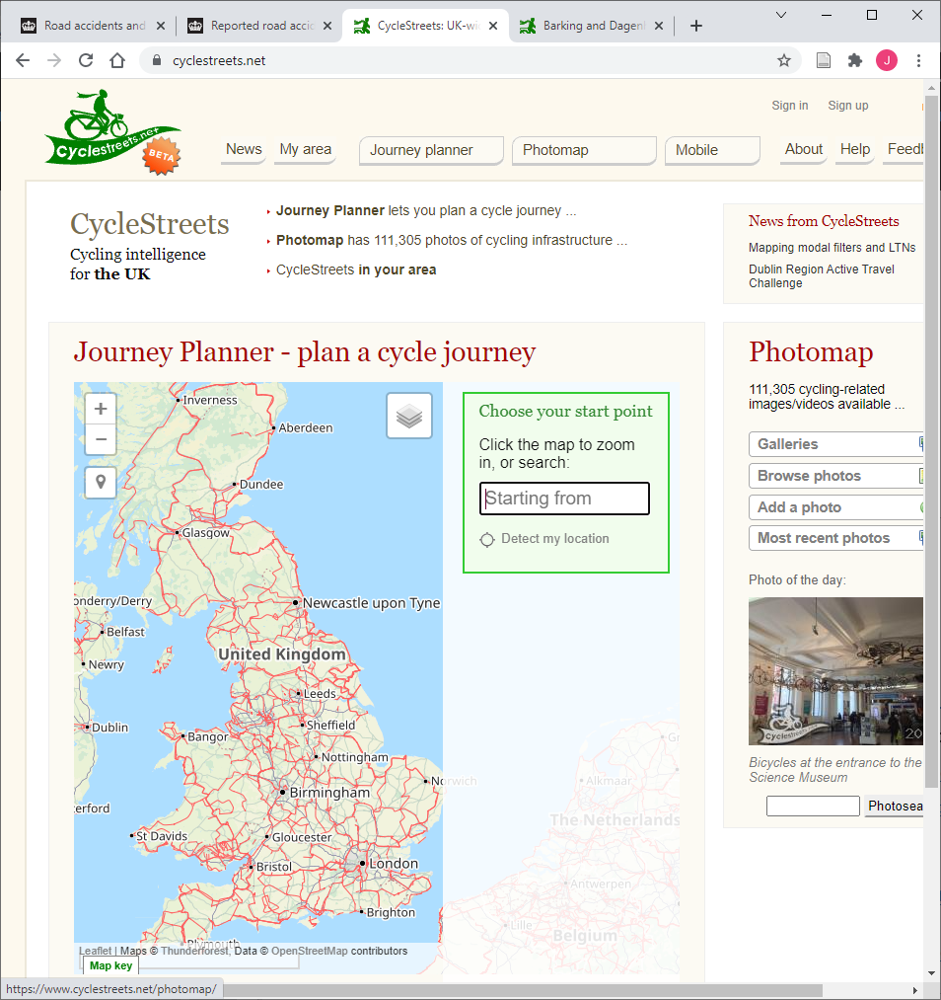 Road accidents and
Reported road accid
CycleStreets: UK-wi
Barking and Dagenh
J
cyclestreets.net
Sign in
Sign up
Cyclestreets.net
BETA
News
My area
Journey planner
Photomap
Mobile
About
Help
Feedb
CycleStreets
Cycling intelligence
for the UK
Journey Planner lets you plan a cycle journey ...
Photomap has 111,305 photos of cycling infrastructure ...
CycleStreets in your area
News from CycleStreets
Mapping modal filters and LTNs
Dublin Region Active Travel
Challenge
Journey Planner - plan a cycle journey
+
−
Inverness
Aberdeen
Dundee
Glasgow
onderry/Derry
Newcastle upon Tyne
Belfast
United Kingdom
Newry
Leeds
Sheffield
Dublin
Bangor
Nottingham
Norwich
Birmingham
terford
St Davids
Gloucester
Bristol
London
Brighton
Plymouth
Gr
Alkmaar
The Netherlands
Antwerpen
Lille
Belgium
Leaflet | Maps © Thunderforest, Data © OpenStreetMap contributors
Map key
Choose your start point
Click the map to zoom
in, or search:
Starting from
Detect my location
Photomap
111,305 cycling-related
images/videos available ...
Galleries
Browse photos
Add a photo
Most recent photos
Photo of the day:
Cyclestreets
20
Bicycles at the entrance to the
Science Museum
Photosea
https://www.cyclestreets.net/photomap/